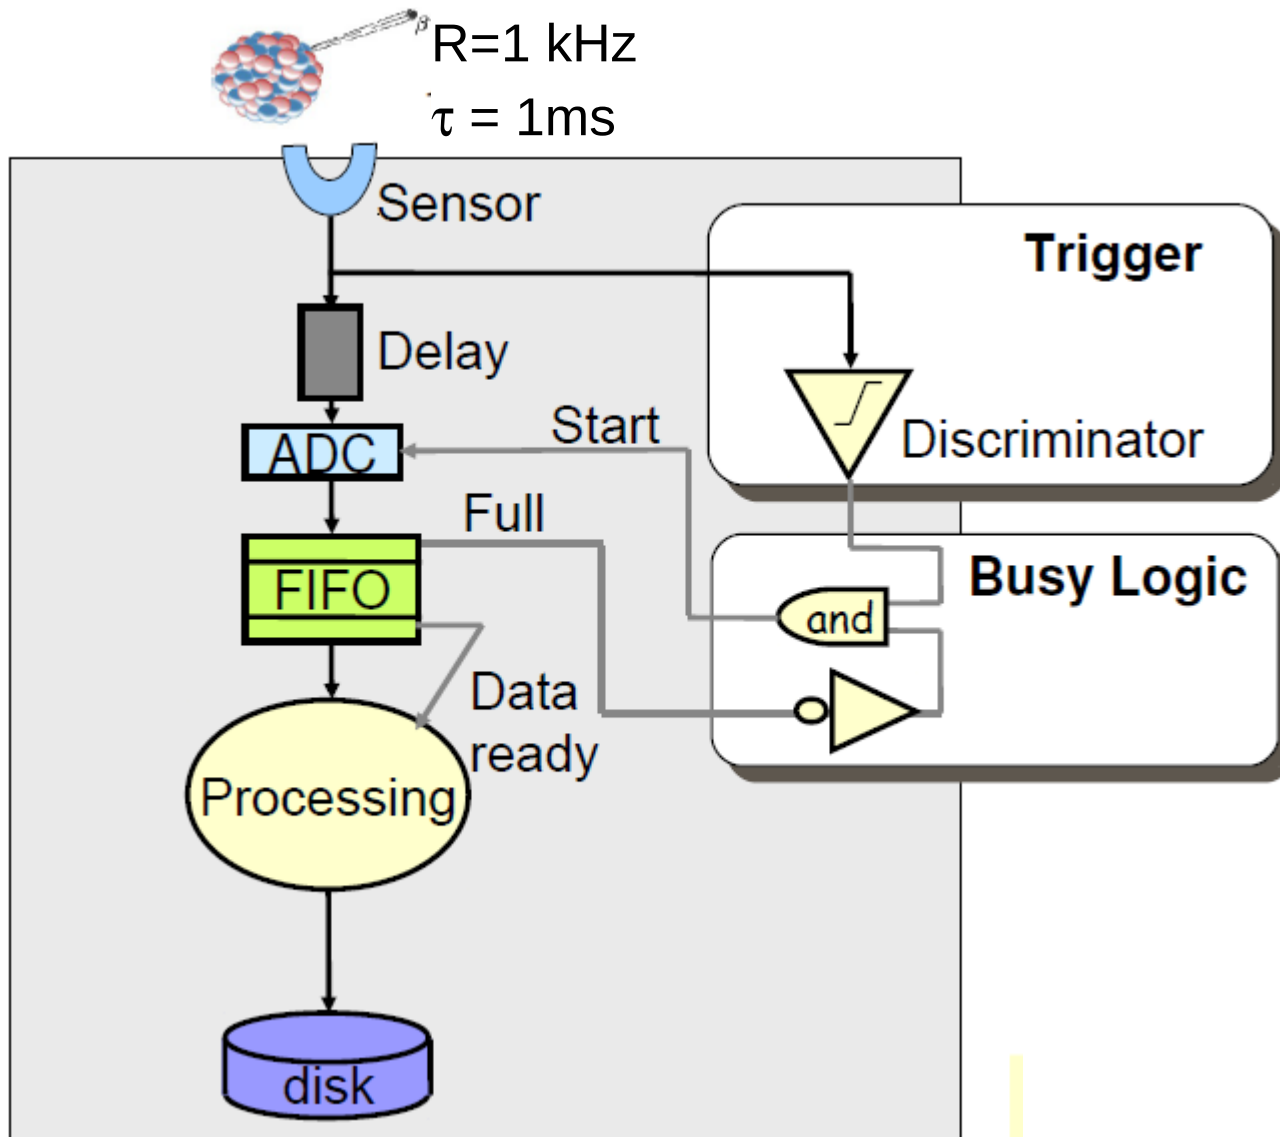 β
R=1 kHz
τ = 1ms
Sensor
Trigger
Delay
Start
Discriminator
ADC
Full
Busy Logic
FIFO
and
Data
ready
Processing
disk